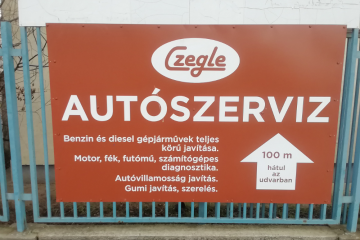 Czegle
AUTÓSZERVIZ
Benzin és diesel gépjárművek teljes
körű javítása.
Motor, fék, futómű, számítógépes
diagnosztika.
Autóvillamosság javítás.
Gumi javítás, szerelés.
100 m
hátul
az
udvarban